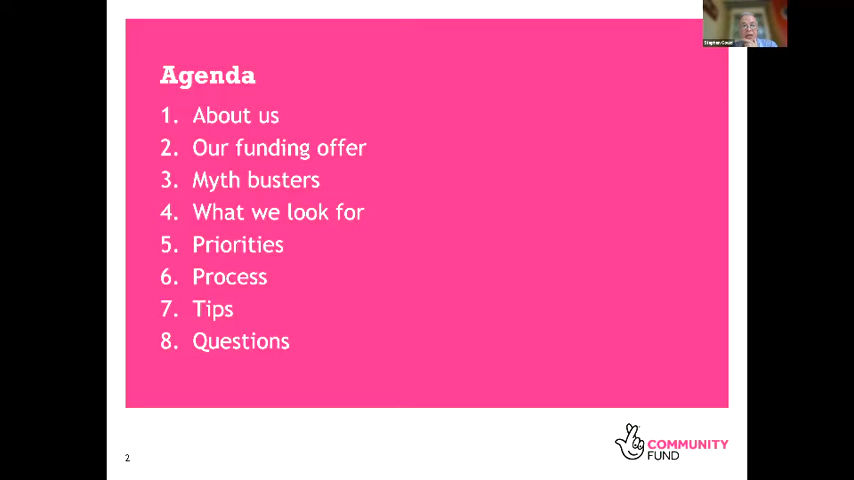 Agenda
1. About us
2. Our funding offer
3. Myth busters
4. What we look for
5. Priorities
6. Process
7. Tips
8. Questions
COMMUNITY
FUND
2
Stephen